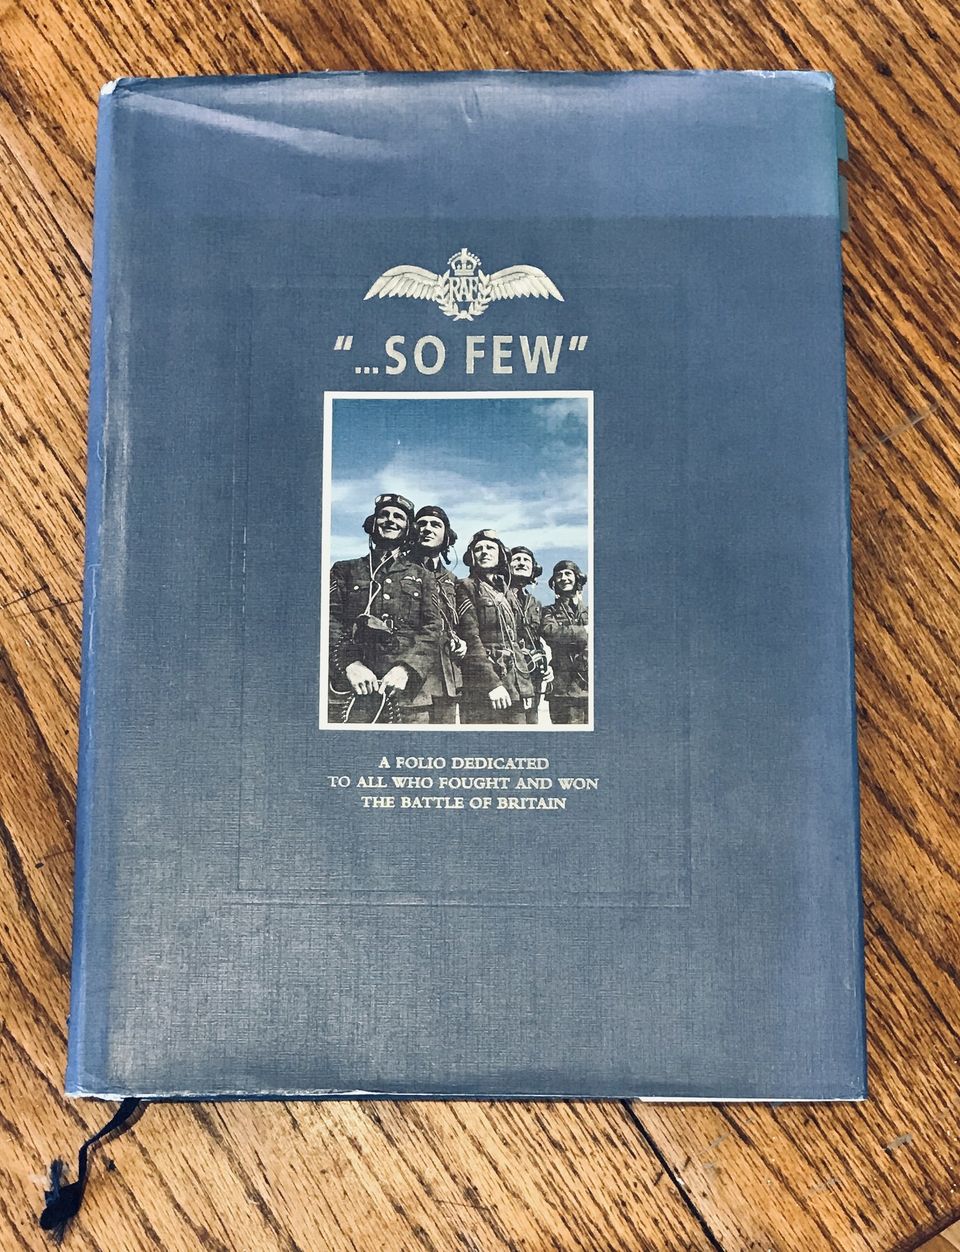 RAF
"...SO FEW"
A FOLIO DEDICATED
TO ALL WHO FOUGHT AND WON
THE BATTLE OF BRITAIN